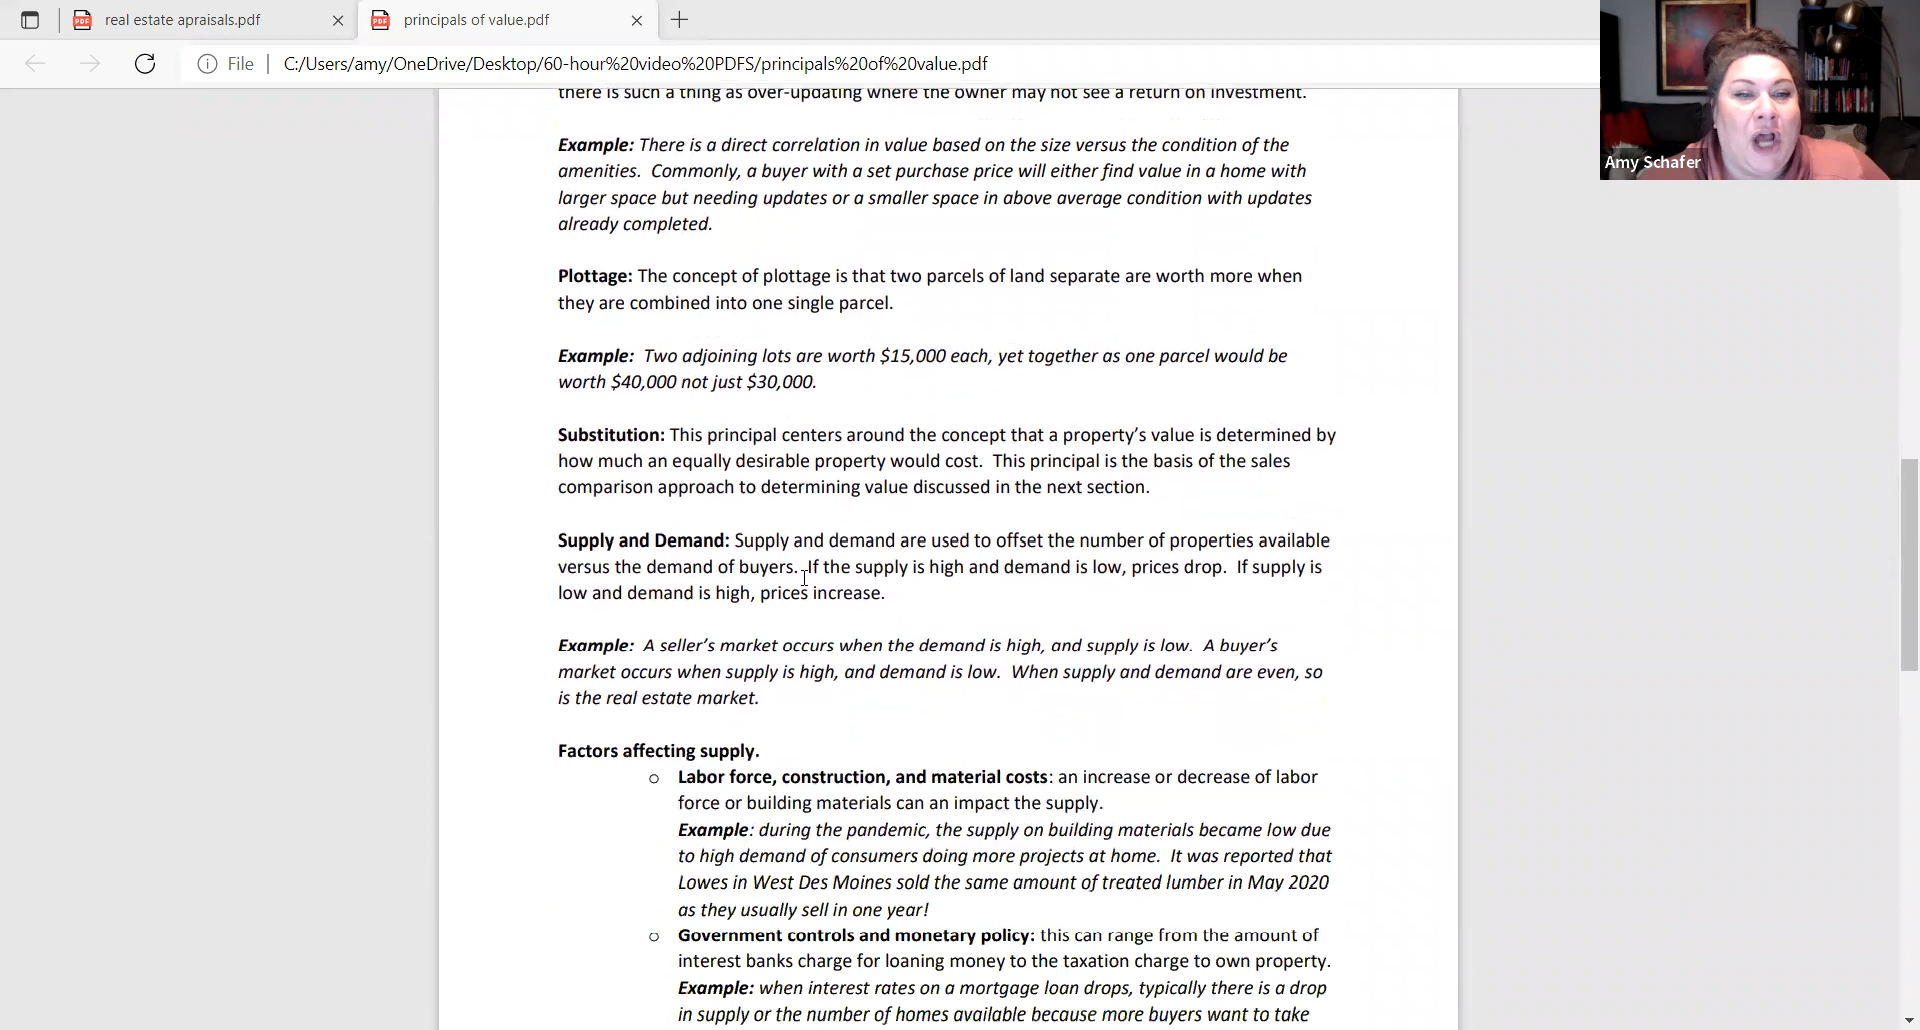 real estate appraisals.pdf
principals of value.pdf
File
C:/Users/amy/OneDrive/Desktop/60-hour%20video%20PDFS/principals%20of%20value.pdf
Amy Schafer
there is such a thing as over-updating where the owner may not see a return on investment.
Example: There is a direct correlation in value based on the size versus the condition of the
amenities. Commonly, a buyer with a set purchase price will either find value in a home with
larger space but needing updates or a smaller space in above average condition with updates
already completed.
Plottage: The concept of plottage is that two parcels of land separate are worth more when
they are combined into one single parcel.
Example: Two adjoining lots are worth $15,000 each, yet together as one parcel would be
worth $40,000 not just $30,000.
Substitution: This principal centers around the concept that a property's value is determined by
how much an equally desirable property would cost. This principal is the basis of the sales
comparison approach to determining value discussed in the next section.
Supply and Demand: Supply and demand are used to offset the number of properties available
versus the demand of buyers. If the supply is high and demand is low, prices drop. If supply is
low and demand is high, prices increase.
Example: A seller's market occurs when the demand is high, and supply is low. A buyer's
market occurs when supply is high, and demand is low. When supply and demand are even, so
is the real estate market.
Factors affecting supply.
o Labor force, construction, and material costs: an increase or decrease of labor
force or building materials can an impact the supply.
Example: during the pandemic, the supply on building materials became low due
to high demand of consumers doing more projects at home. It was reported that
Lowes in West Des Moines sold the same amount of treated lumber in May 2020
as they usually sell in one year!
o Government controls and monetary policy: this can range from the amount of
interest banks charge for loaning money to the taxation charge to own property.
Example: when interest rates on a mortgage loan drops, typically there is a drop
in supply or the number of homes available because more buyers want to take